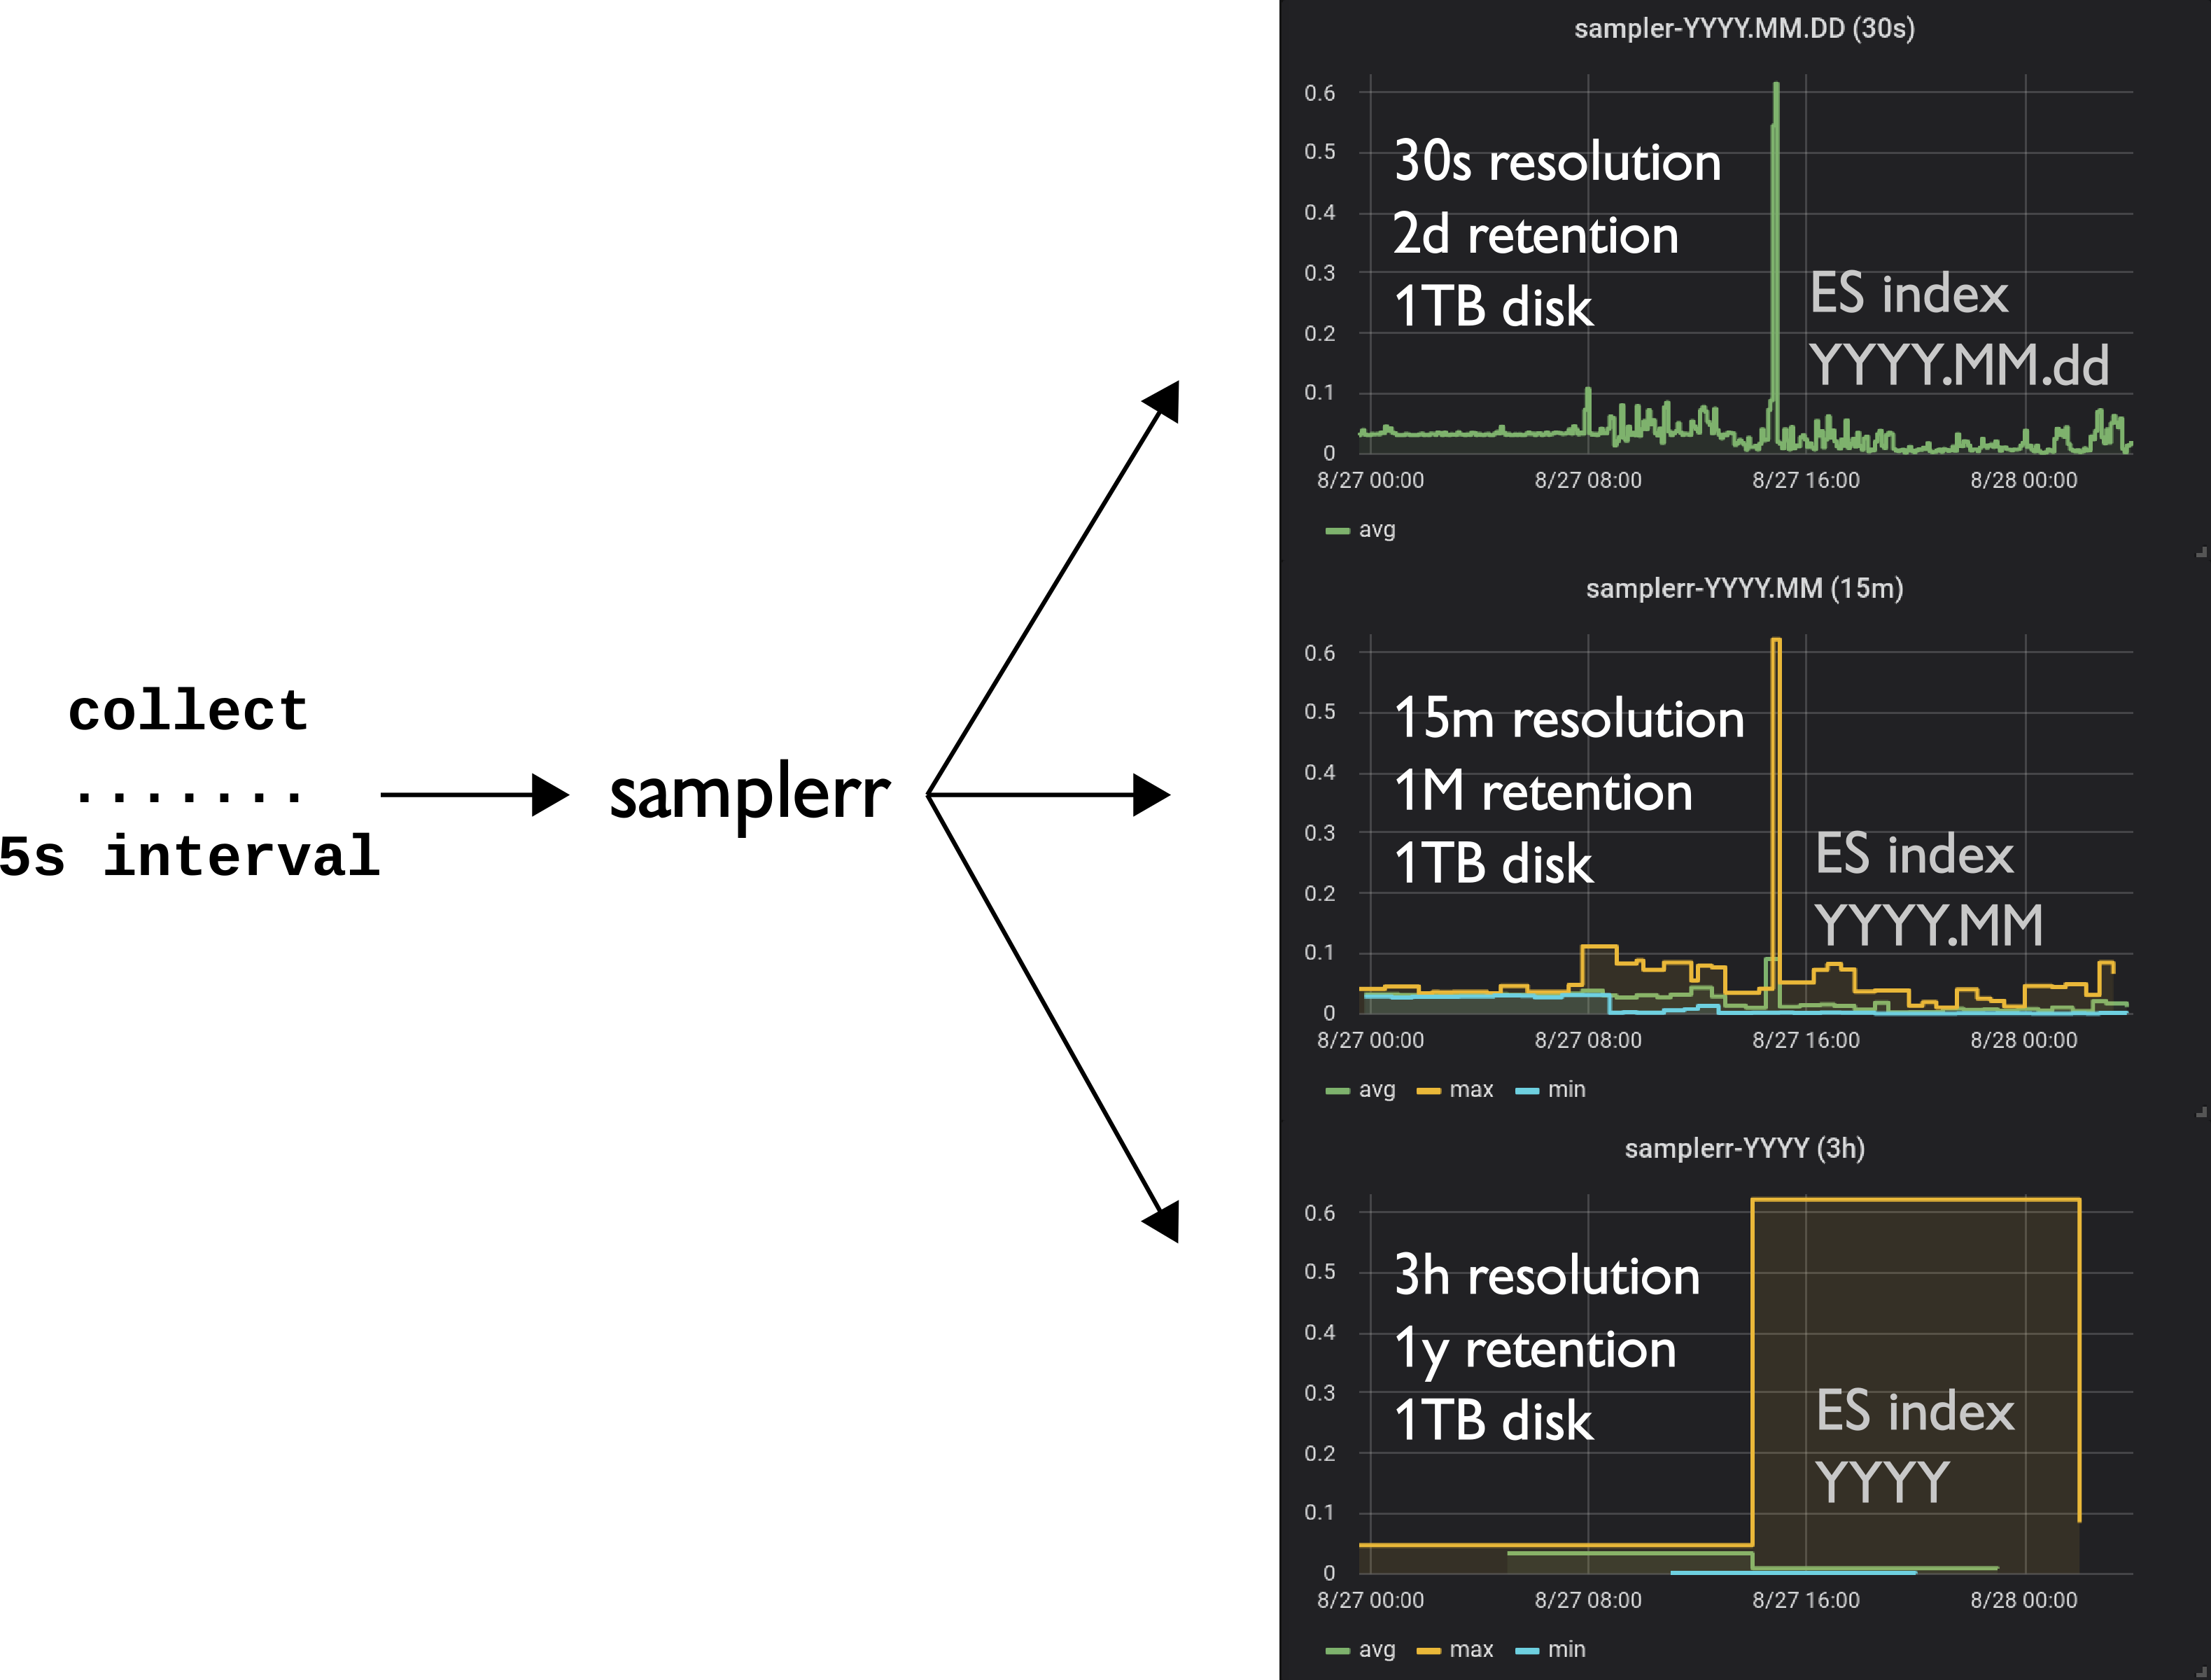 collect
.......
5s interval
samplerr
sampler-YYYY.MM.DD (30s)
0.6
0.5
0.4
0.3
0.2
0.1
0
30s resolution
2d retention
1TB disk
ES index
YYYY.MM.dd
8/27 00:00
8/27 08:00
8/27 16:00
8/28 00:00
avg
samplerr-YYYY.MM (15m)
0.6
0.5
0.4
0.3
0.2
0.1
0
15m resolution
1M retention
1TB disk
ES index
YYYY.MM
8/27 00:00
8/27 08:00
8/27 16:00
8/28 00:00
avg
max
min
samplerr-YYYY (3h)
0.6
0.5
0.4
0.3
0.2
0.1
0
3h resolution
1y retention
1TB disk
ES index
YYYY
8/27 00:00
8/27 08:00
8/27 16:00
8/28 00:00
avg
max
min